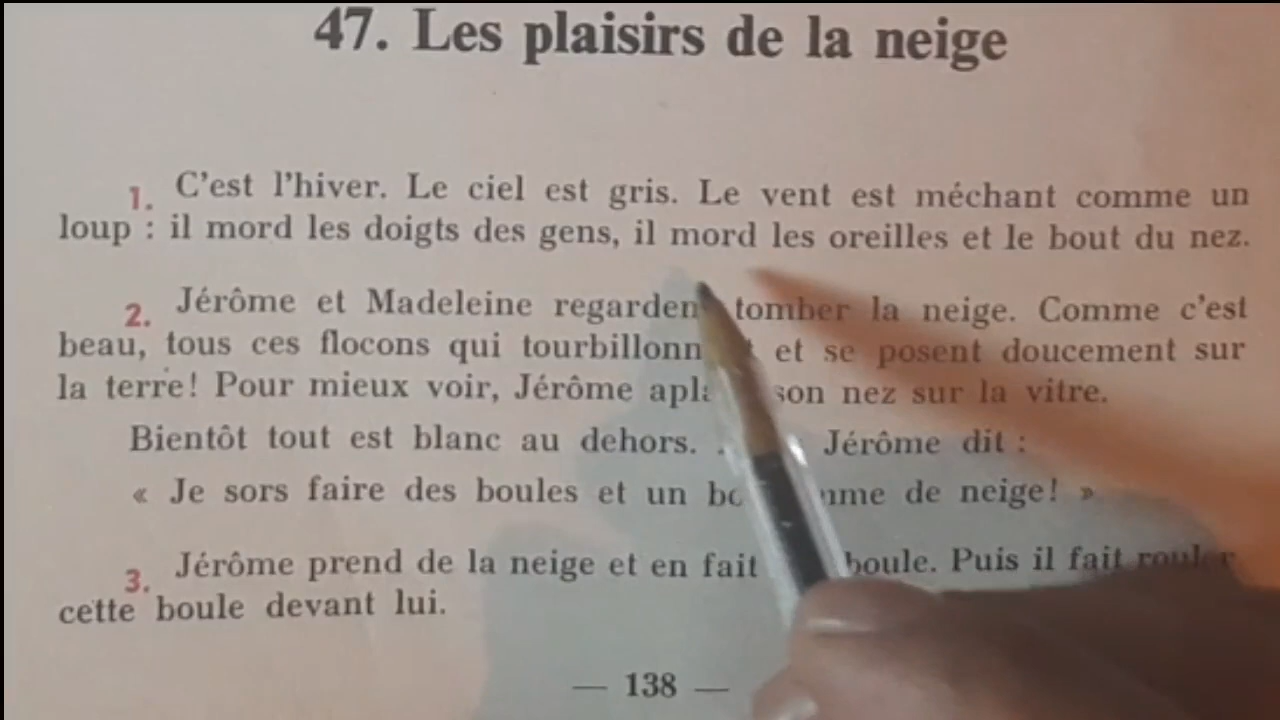 47. Les plaisirs de la neige
1. C'est l'hiver. Le ciel est gris. Le vent est méchant comme un
loup : il mord les doigts des gens, il mord les oreilles et le bout du nez.
2. Jérôme et Madeleine regardent tomber la neige. Comme c'est
beau, tous ces flocons qui tourbillonnent et se posent doucement sur
la terre! Pour mieux voir, Jérôme son nez sur la vitre.
Bientôt tout est blanc au dehors. Jérôme dit :
« Je sors faire des boules et un bonhomme de neige! »
3. Jérôme prend de la neige et en fait boule. Puis il fait rouler
cette boule devant lui.
— 138 —